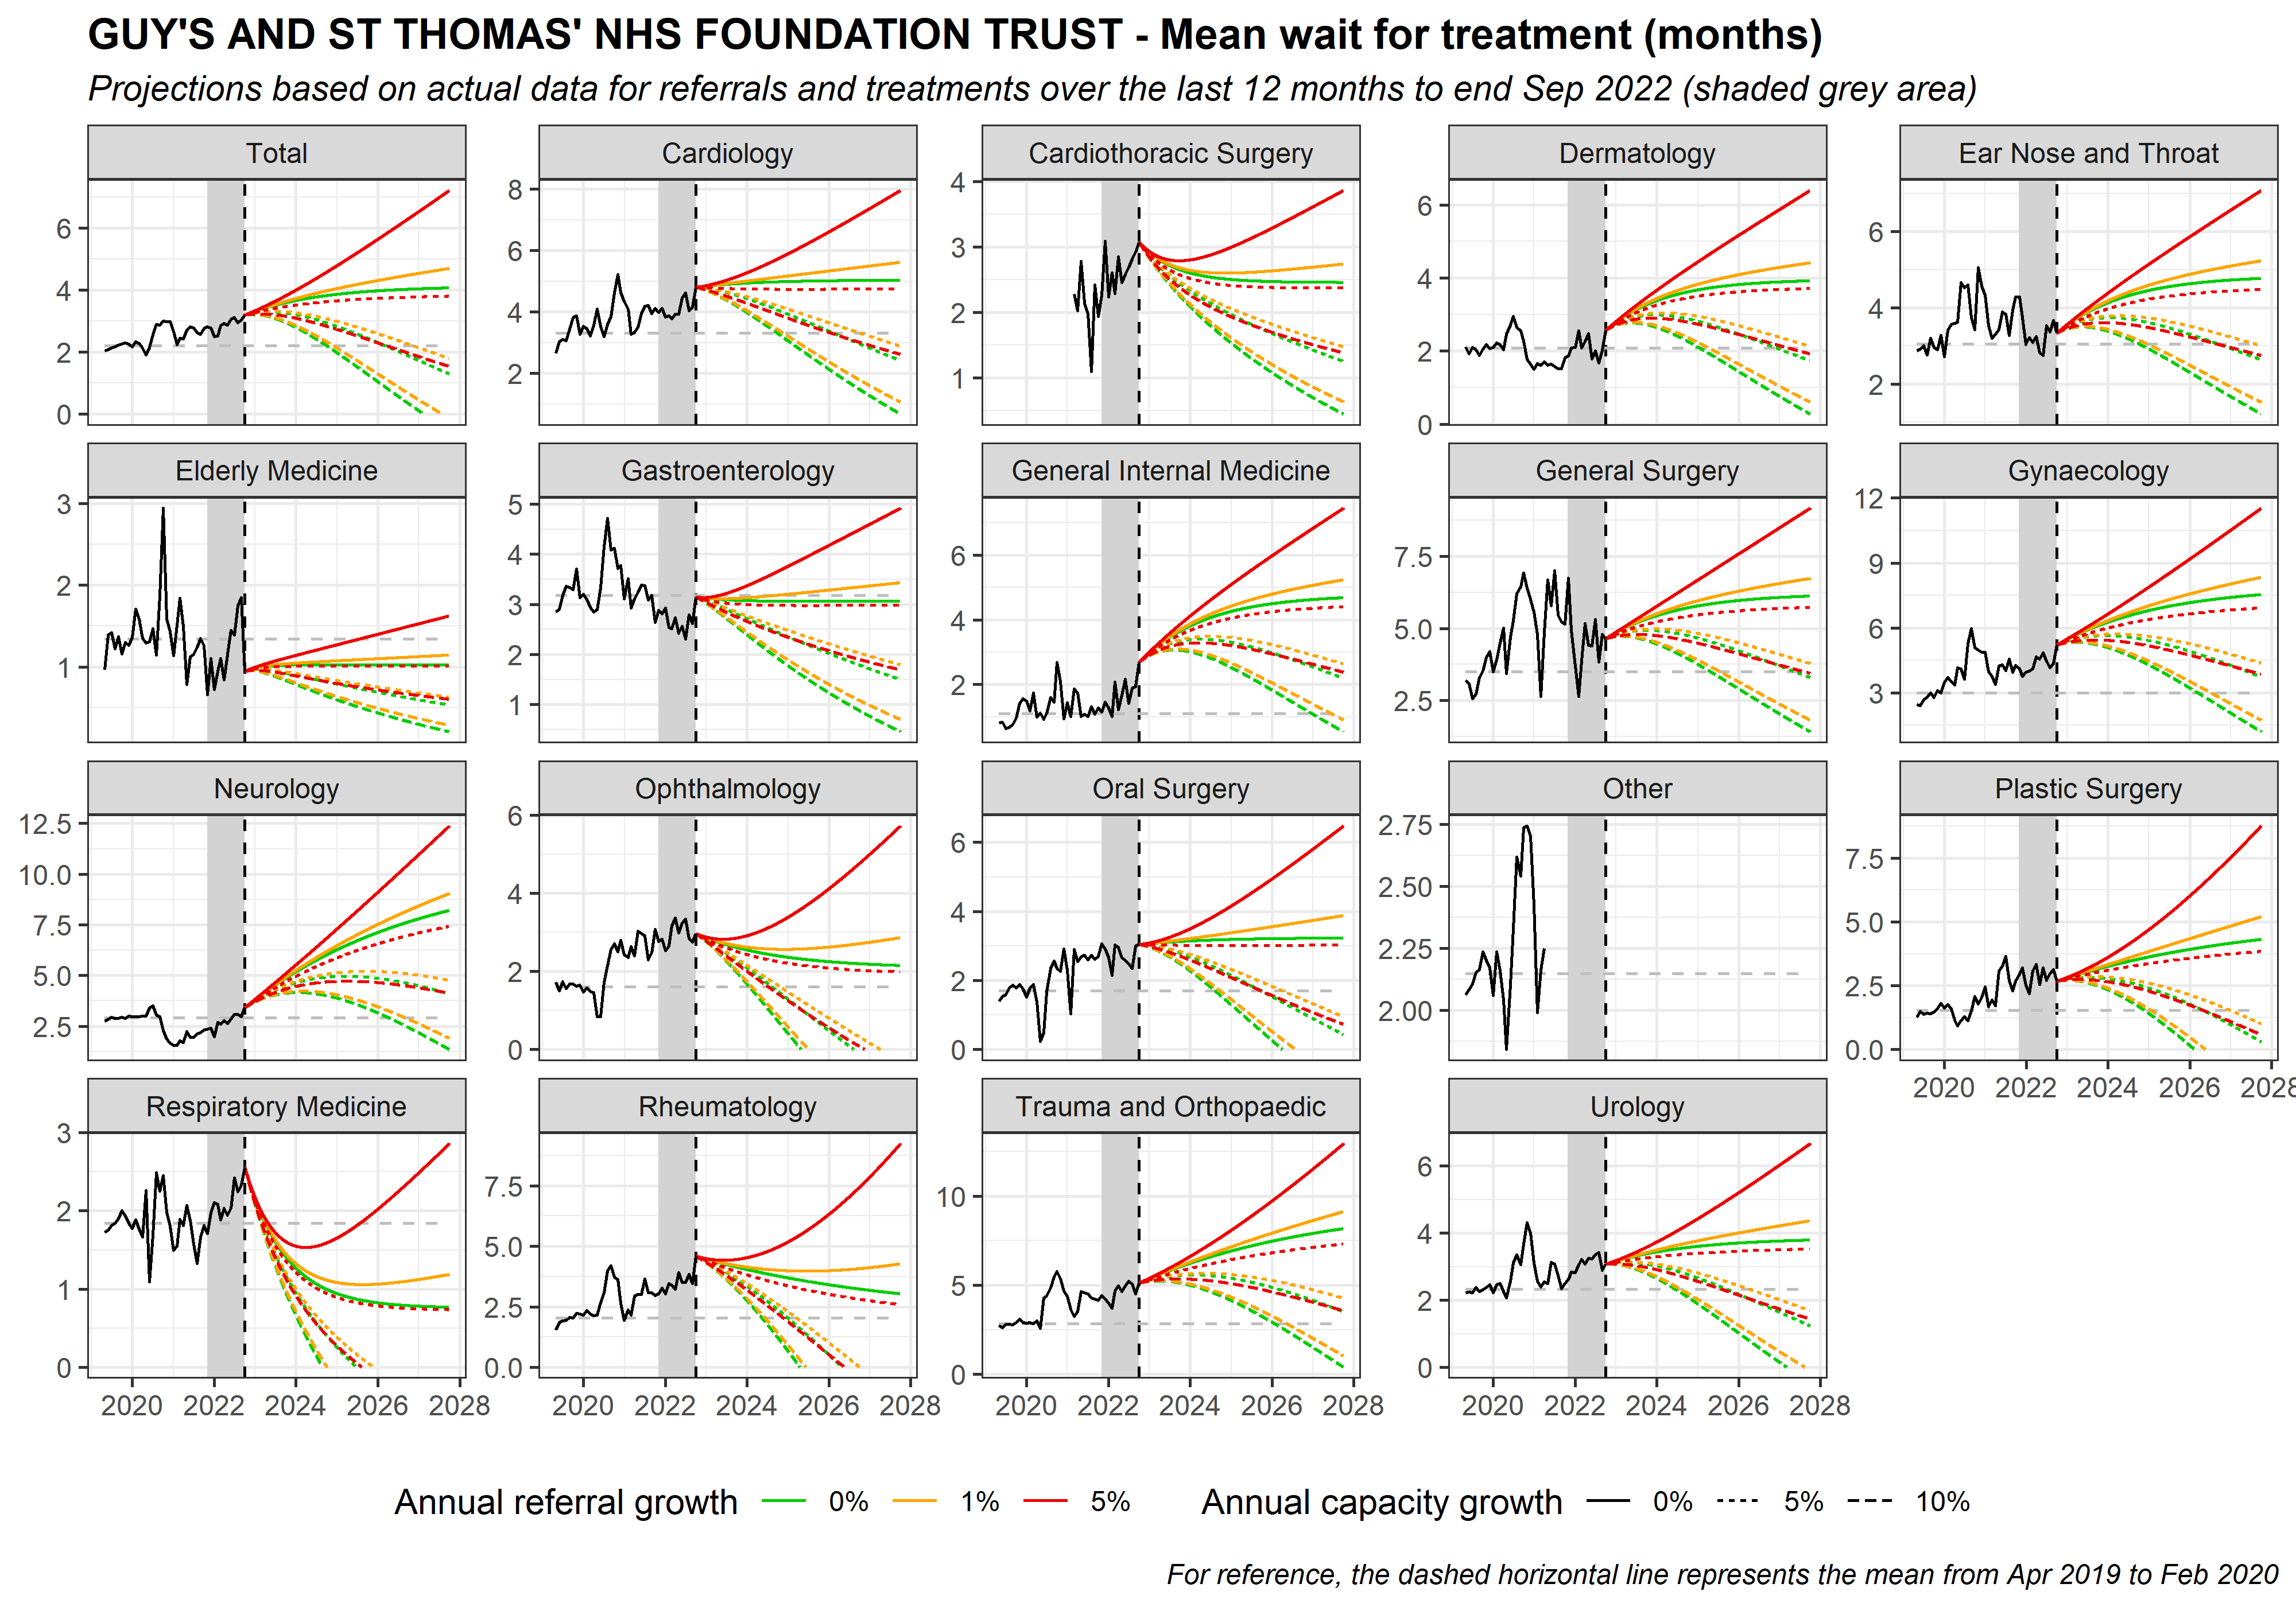 GUY'S AND ST THOMAS' NHS FOUNDATION TRUST - Mean wait for treatment (months)
Projections based on actual data for referrals and treatments over the last 12 months to end Sep 2022 (shaded grey area)
Total
6
4
2
0
Cardiology
8
6
4
2
Cardiothoracic Surgery
4
3
2
1
Dermatology
6
4
2
0
Ear Nose and Throat
6
4
2
Elderly Medicine
3
2
1
Gastroenterology
5
4
3
2
1
General Internal Medicine
6
4
2
General Surgery
7.5
5.0
2.5
Gynaecology
12
9
6
3
Neurology
12.5
10.0
7.5
5.0
2.5
Ophthalmology
6
4
2
0
Oral Surgery
6
4
2
0
Other
2.75
2.50
2.25
2.00
Plastic Surgery
7.5
5.0
2.5
0.0
2020 2022 2024 2026 2028
Respiratory Medicine
3
2
1
0
2020 2022 2024 2026 2028
Rheumatology
7.5
5.0
2.5
0.0
2020 2022 2024 2026 2028
Trauma and Orthopaedic
10
5
0
2020 2022 2024 2026 2028
Urology
6
4
2
0
2020 2022 2024 2026 2028
Annual referral growth 0% 1% 5% Annual capacity growth 0% 5% 10%
For reference, the dashed horizontal line represents the mean from Apr 2019 to Feb 2020